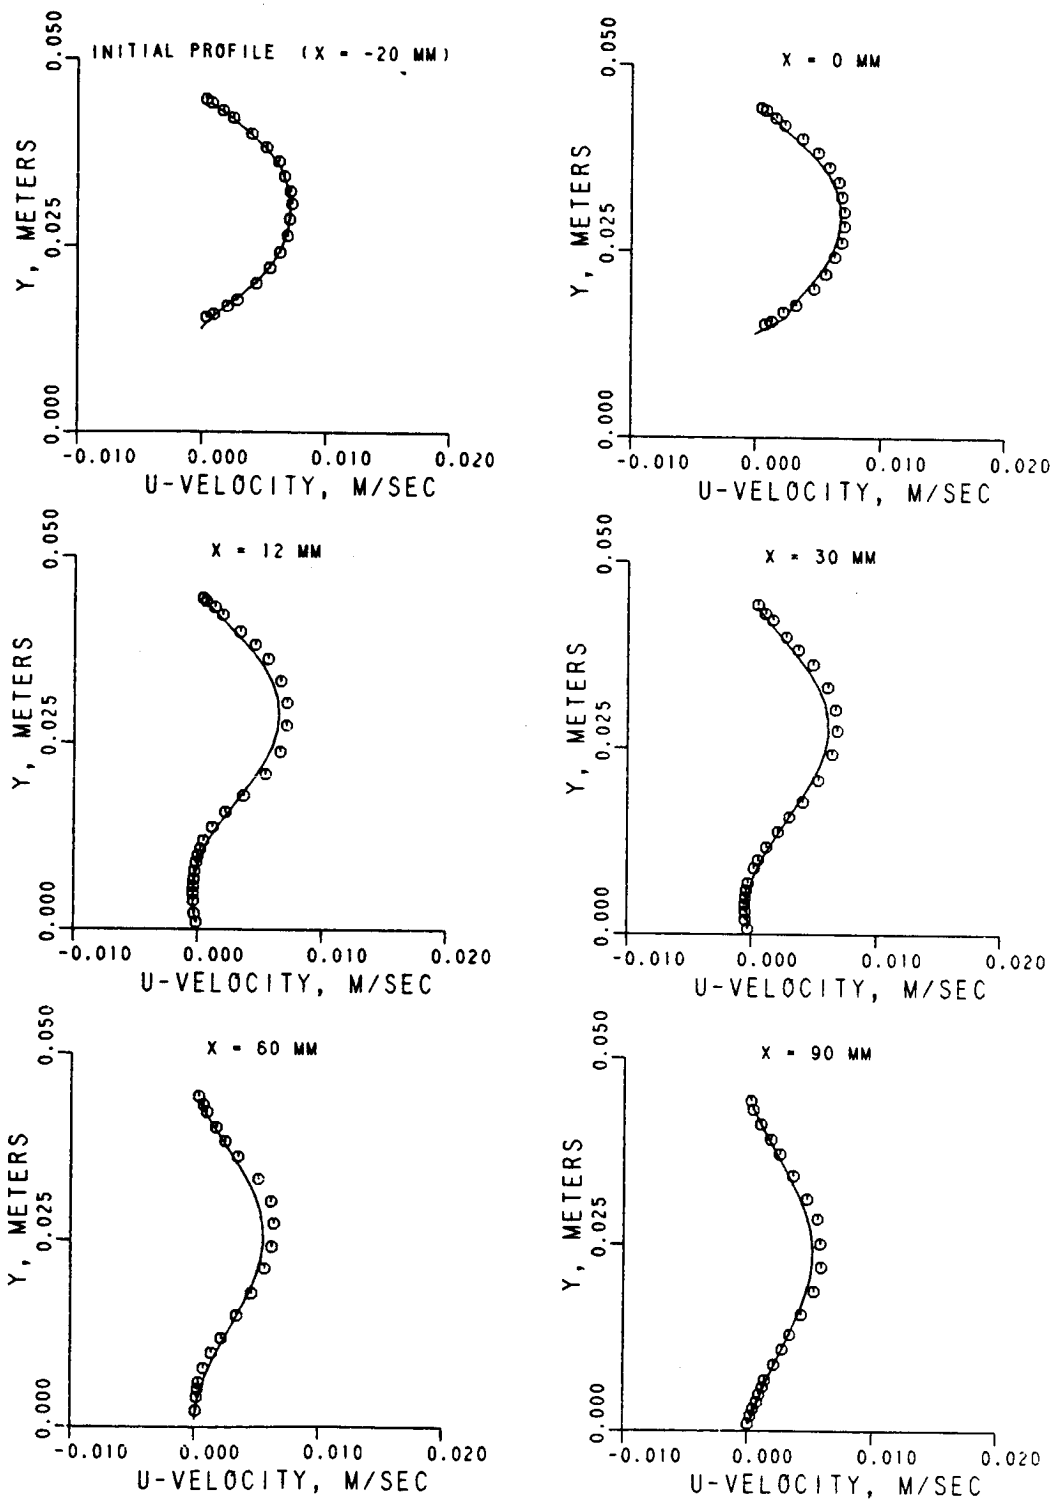 INITIAL PROFILE (X = -20 MM)
0.050
0.025
0.000
Y, METERS
-0.010 0.000 0.010 0.020
U-VELOCITY, M/SEC
X = 0 MM
0.050
0.025
0.000
Y, METERS
-0.010 0.000 0.010 0.020
U-VELOCITY, M/SEC
X = 12 MM
0.050
0.025
0.000
Y, METERS
-0.010 0.000 0.010 0.020
U-VELOCITY, M/SEC
X = 30 MM
0.050
0.025
0.000
Y, METERS
-0.010 0.000 0.010 0.020
U-VELOCITY, M/SEC
X = 60 MM
0.050
0.025
0.000
Y, METERS
-0.010 0.000 0.010 0.020
U-VELOCITY, M/SEC
X = 90 MM
0.050
0.025
0.000
Y, METERS
-0.010 0.000 0.010 0.020
U-VELOCITY, M/SEC